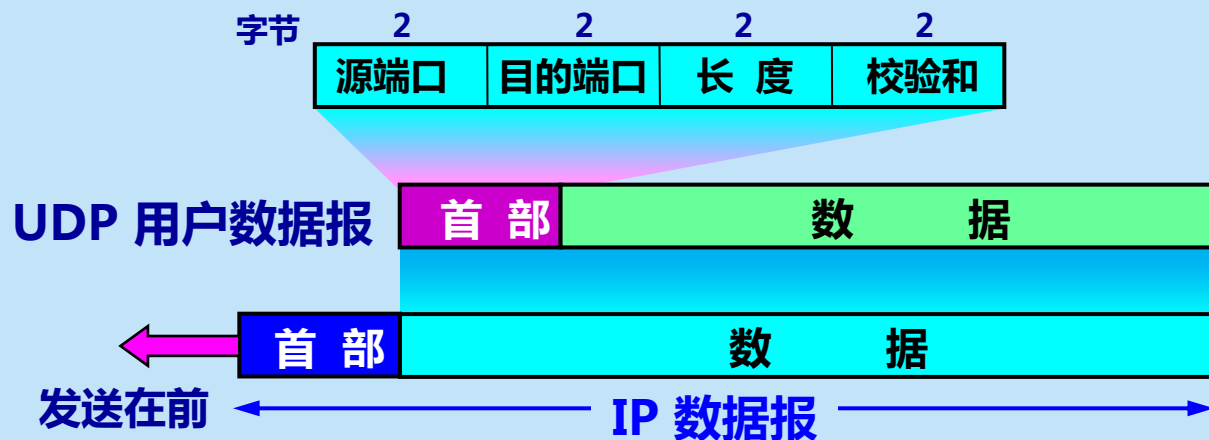 字节 2 2 2 2
源端口 目的端口 长 度 校验和
UDP 用户数据报 首 部 数 据
首 部 数 据
发送在前 IP 数据报